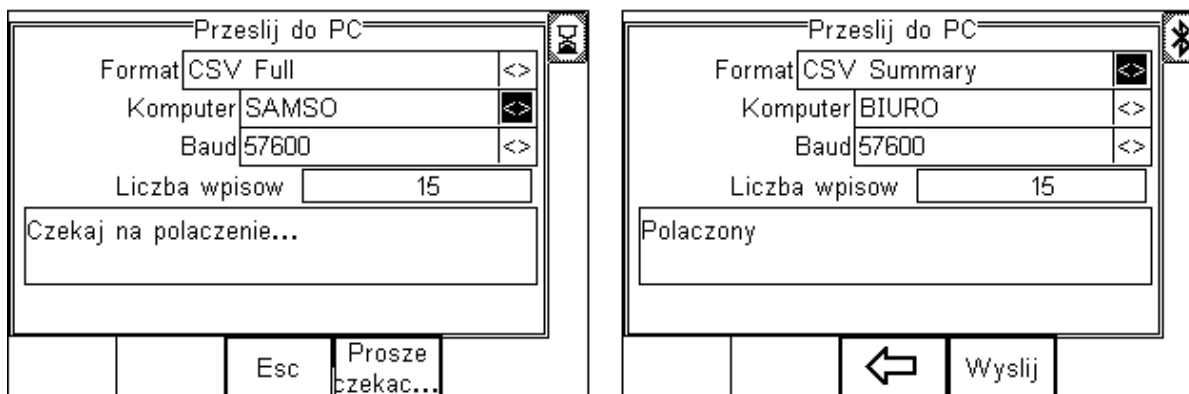 Przeslij do PC
Format CSV Full <>
Komputer SAMSO <>
Baud 57600 <>
Liczba wpisow 15
Czekaj na polaczenie...
Esc
Prosze
czekac...
Przeslij do PC
Format CSV Summary <>
Komputer BIURO <>
Baud 57600 <>
Liczba wpisow 15
Polaczony
Wyslij